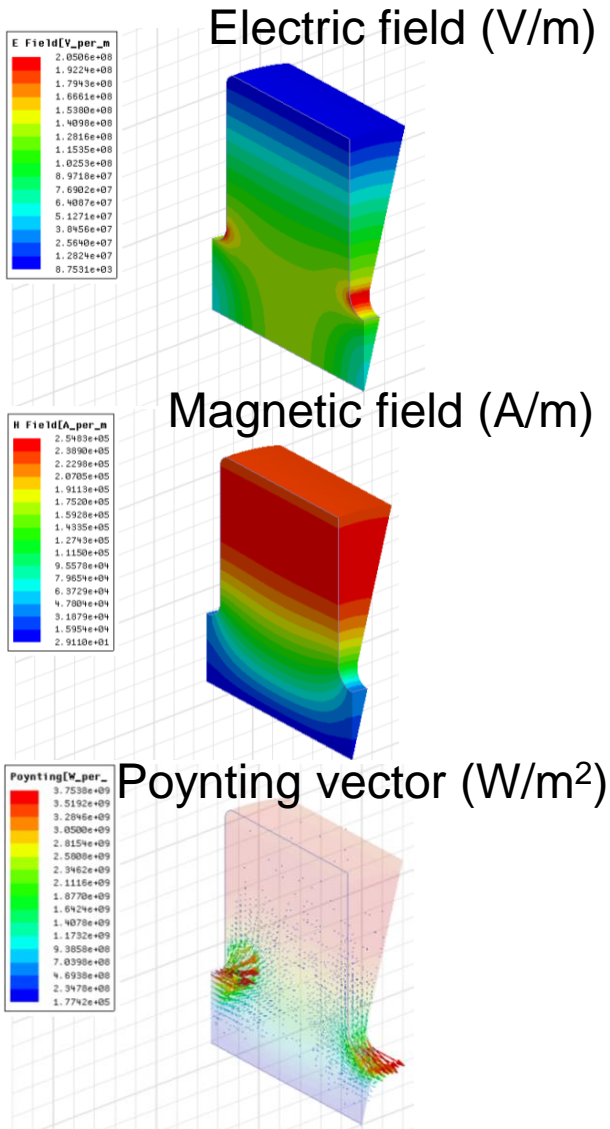 Electric field (V/m)
E Field[V_per_m
2.0506e+08
1.9224e+08
1.7943e+08
1.6661e+08
1.5380e+08
1.4098e+08
1.2816e+08
1.1535e+08
1.0253e+08
8.9718e+07
7.6902e+07
6.4087e+07
5.1271e+07
3.8456e+07
2.5640e+07
1.2824e+07
8.7531e+03
Magnetic field (A/m)
H Field[A_per_m
2.5483e+05
2.3890e+05
2.2298e+05
2.0705e+05
1.9113e+05
1.7520e+05
1.5928e+05
1.4335e+05
1.2743e+05
1.1150e+05
9.5578e+04
7.9654e+04
6.3729e+04
4.7804e+04
3.1879e+04
1.5954e+04
2.9110e+01
Poynting vector (W/m²)
Poynting[W_per_
3.7538e+09
3.5192e+09
3.2846e+09
3.0500e+09
2.8154e+09
2.5808e+09
2.3462e+09
2.1116e+09
1.8770e+09
1.6424e+09
1.4078e+09
1.1732e+09
9.3858e+08
7.0398e+08
4.6938e+08
2.3478e+08
1.7742e+05